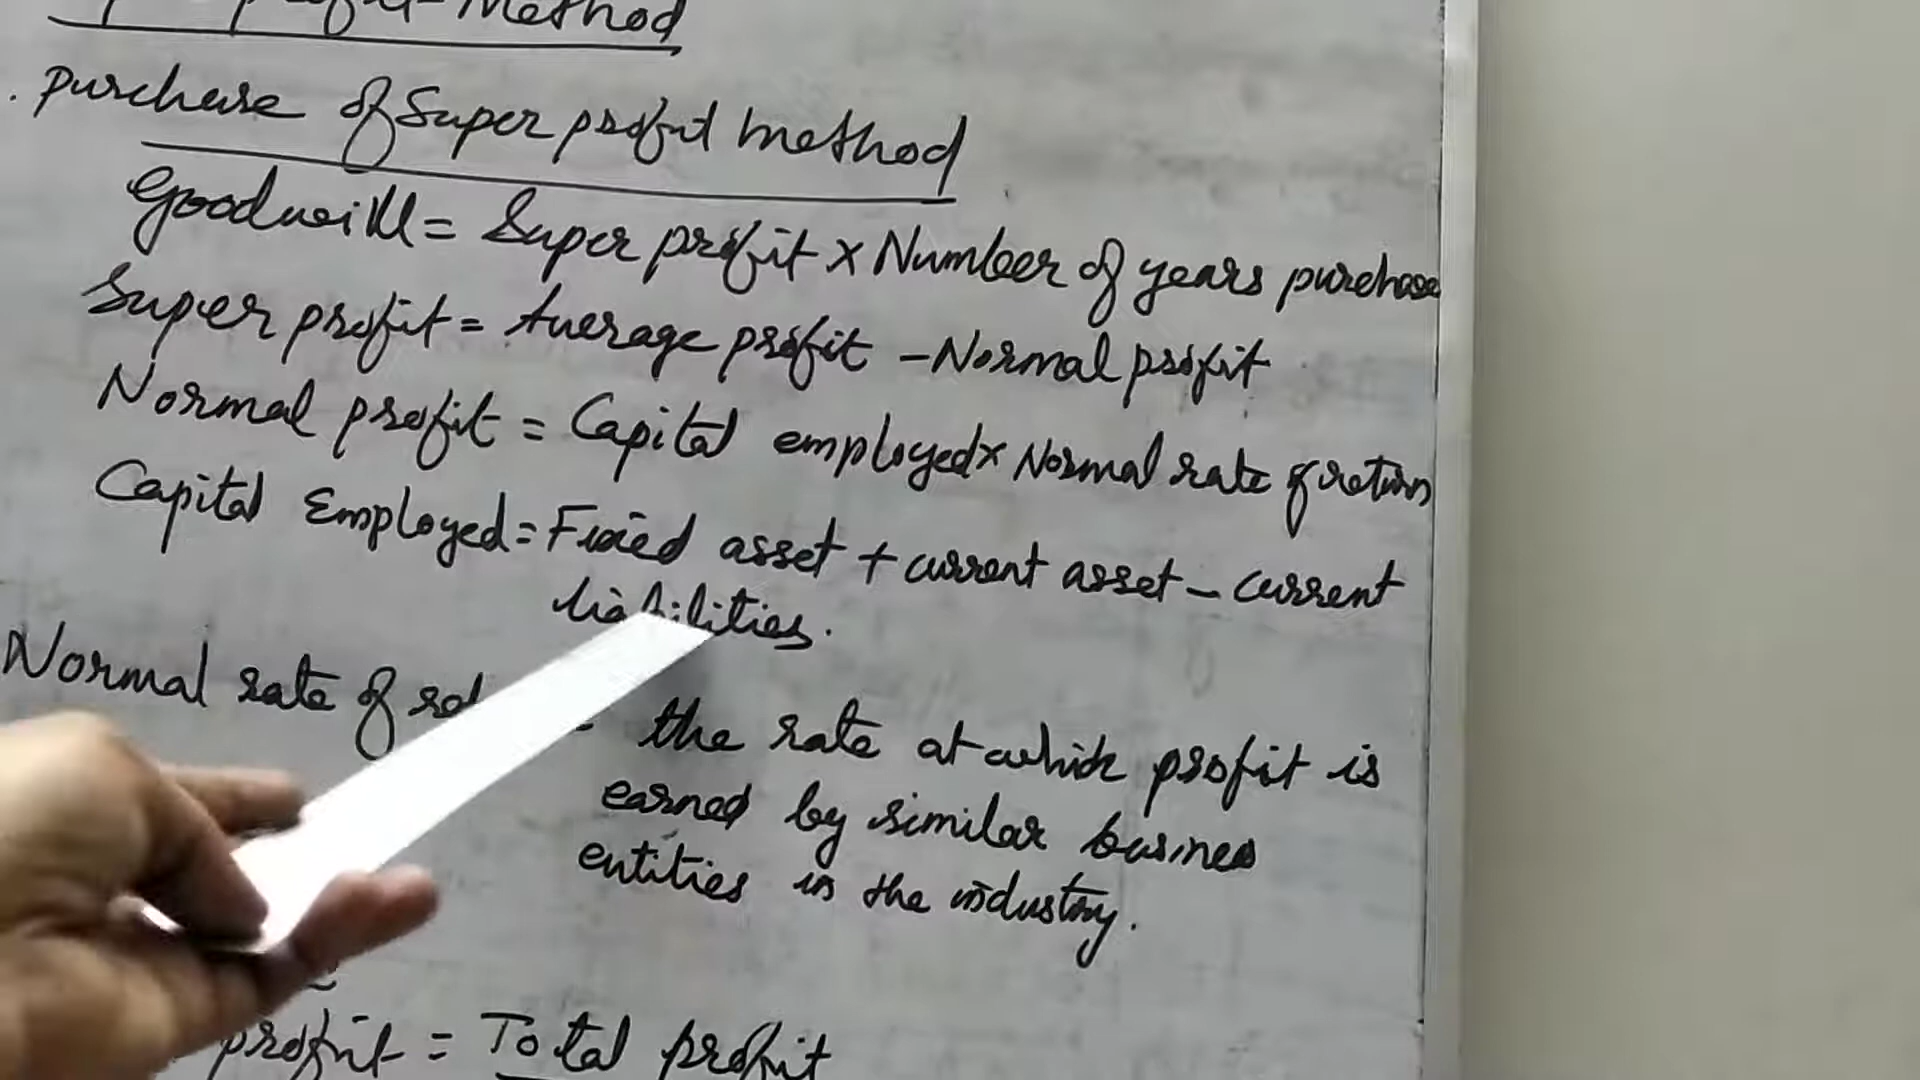 profit Method
. purchase of Super profit method
Goodwill = Super profit × Number of years purchase
Super profit = Average profit – Normal profit
Normal profit = Capital employed × Normal rate of return
Capital Employed = Fixed asset + current asset – current
liabilities.
Normal rate of = the rate at which profit is
earned by similar business
entities in the industry.
profit = Total profit